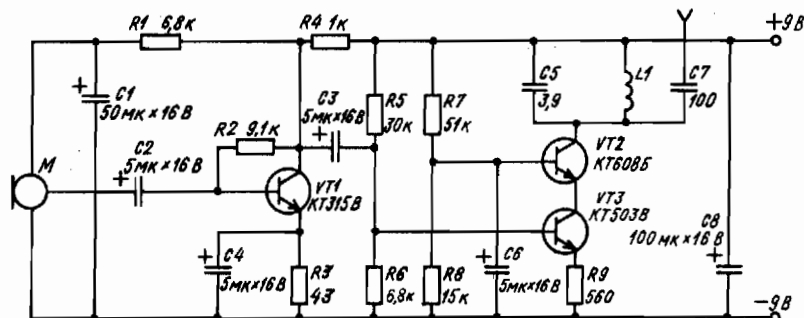 R1 6,8к
R4 1к
+9В
C1
50мк×16В
C3
5мк×16В
R5
30к
R7
51к
C5
3,9
L1
C7
100
R2 9,1к
C2
5мк×16В
M
VT1
КТ315В
VT2
КТ608Б
VT3
КТ503В
C8
100мк×16В
C4
5мк×16В
R3
43
R6
6,8к
R8
15к
C6
5мк×16В
R9
560
-9В